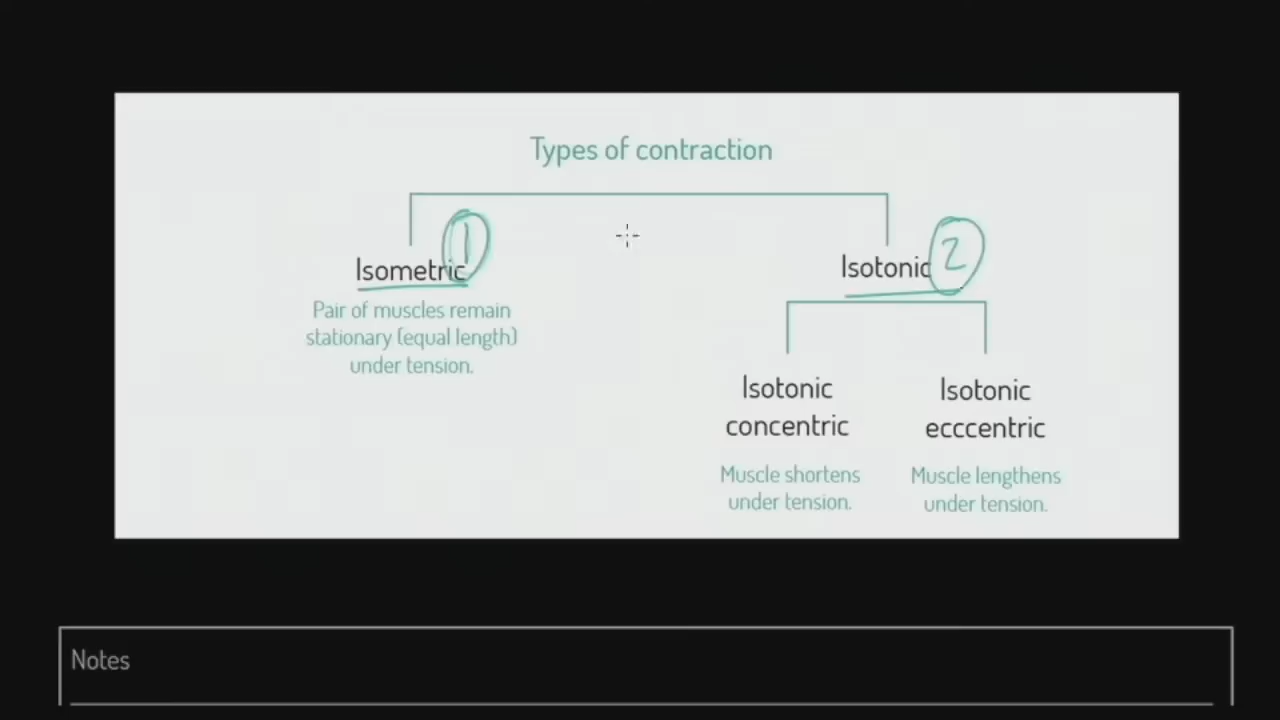 Types of contraction
1
2
Isometric
Isotonic
Pair of muscles remain
stationary (equal length)
under tension.
Isotonic
concentric
Isotonic
ecccentric
Muscle shortens
under tension.
Muscle lengthens
under tension.
Notes